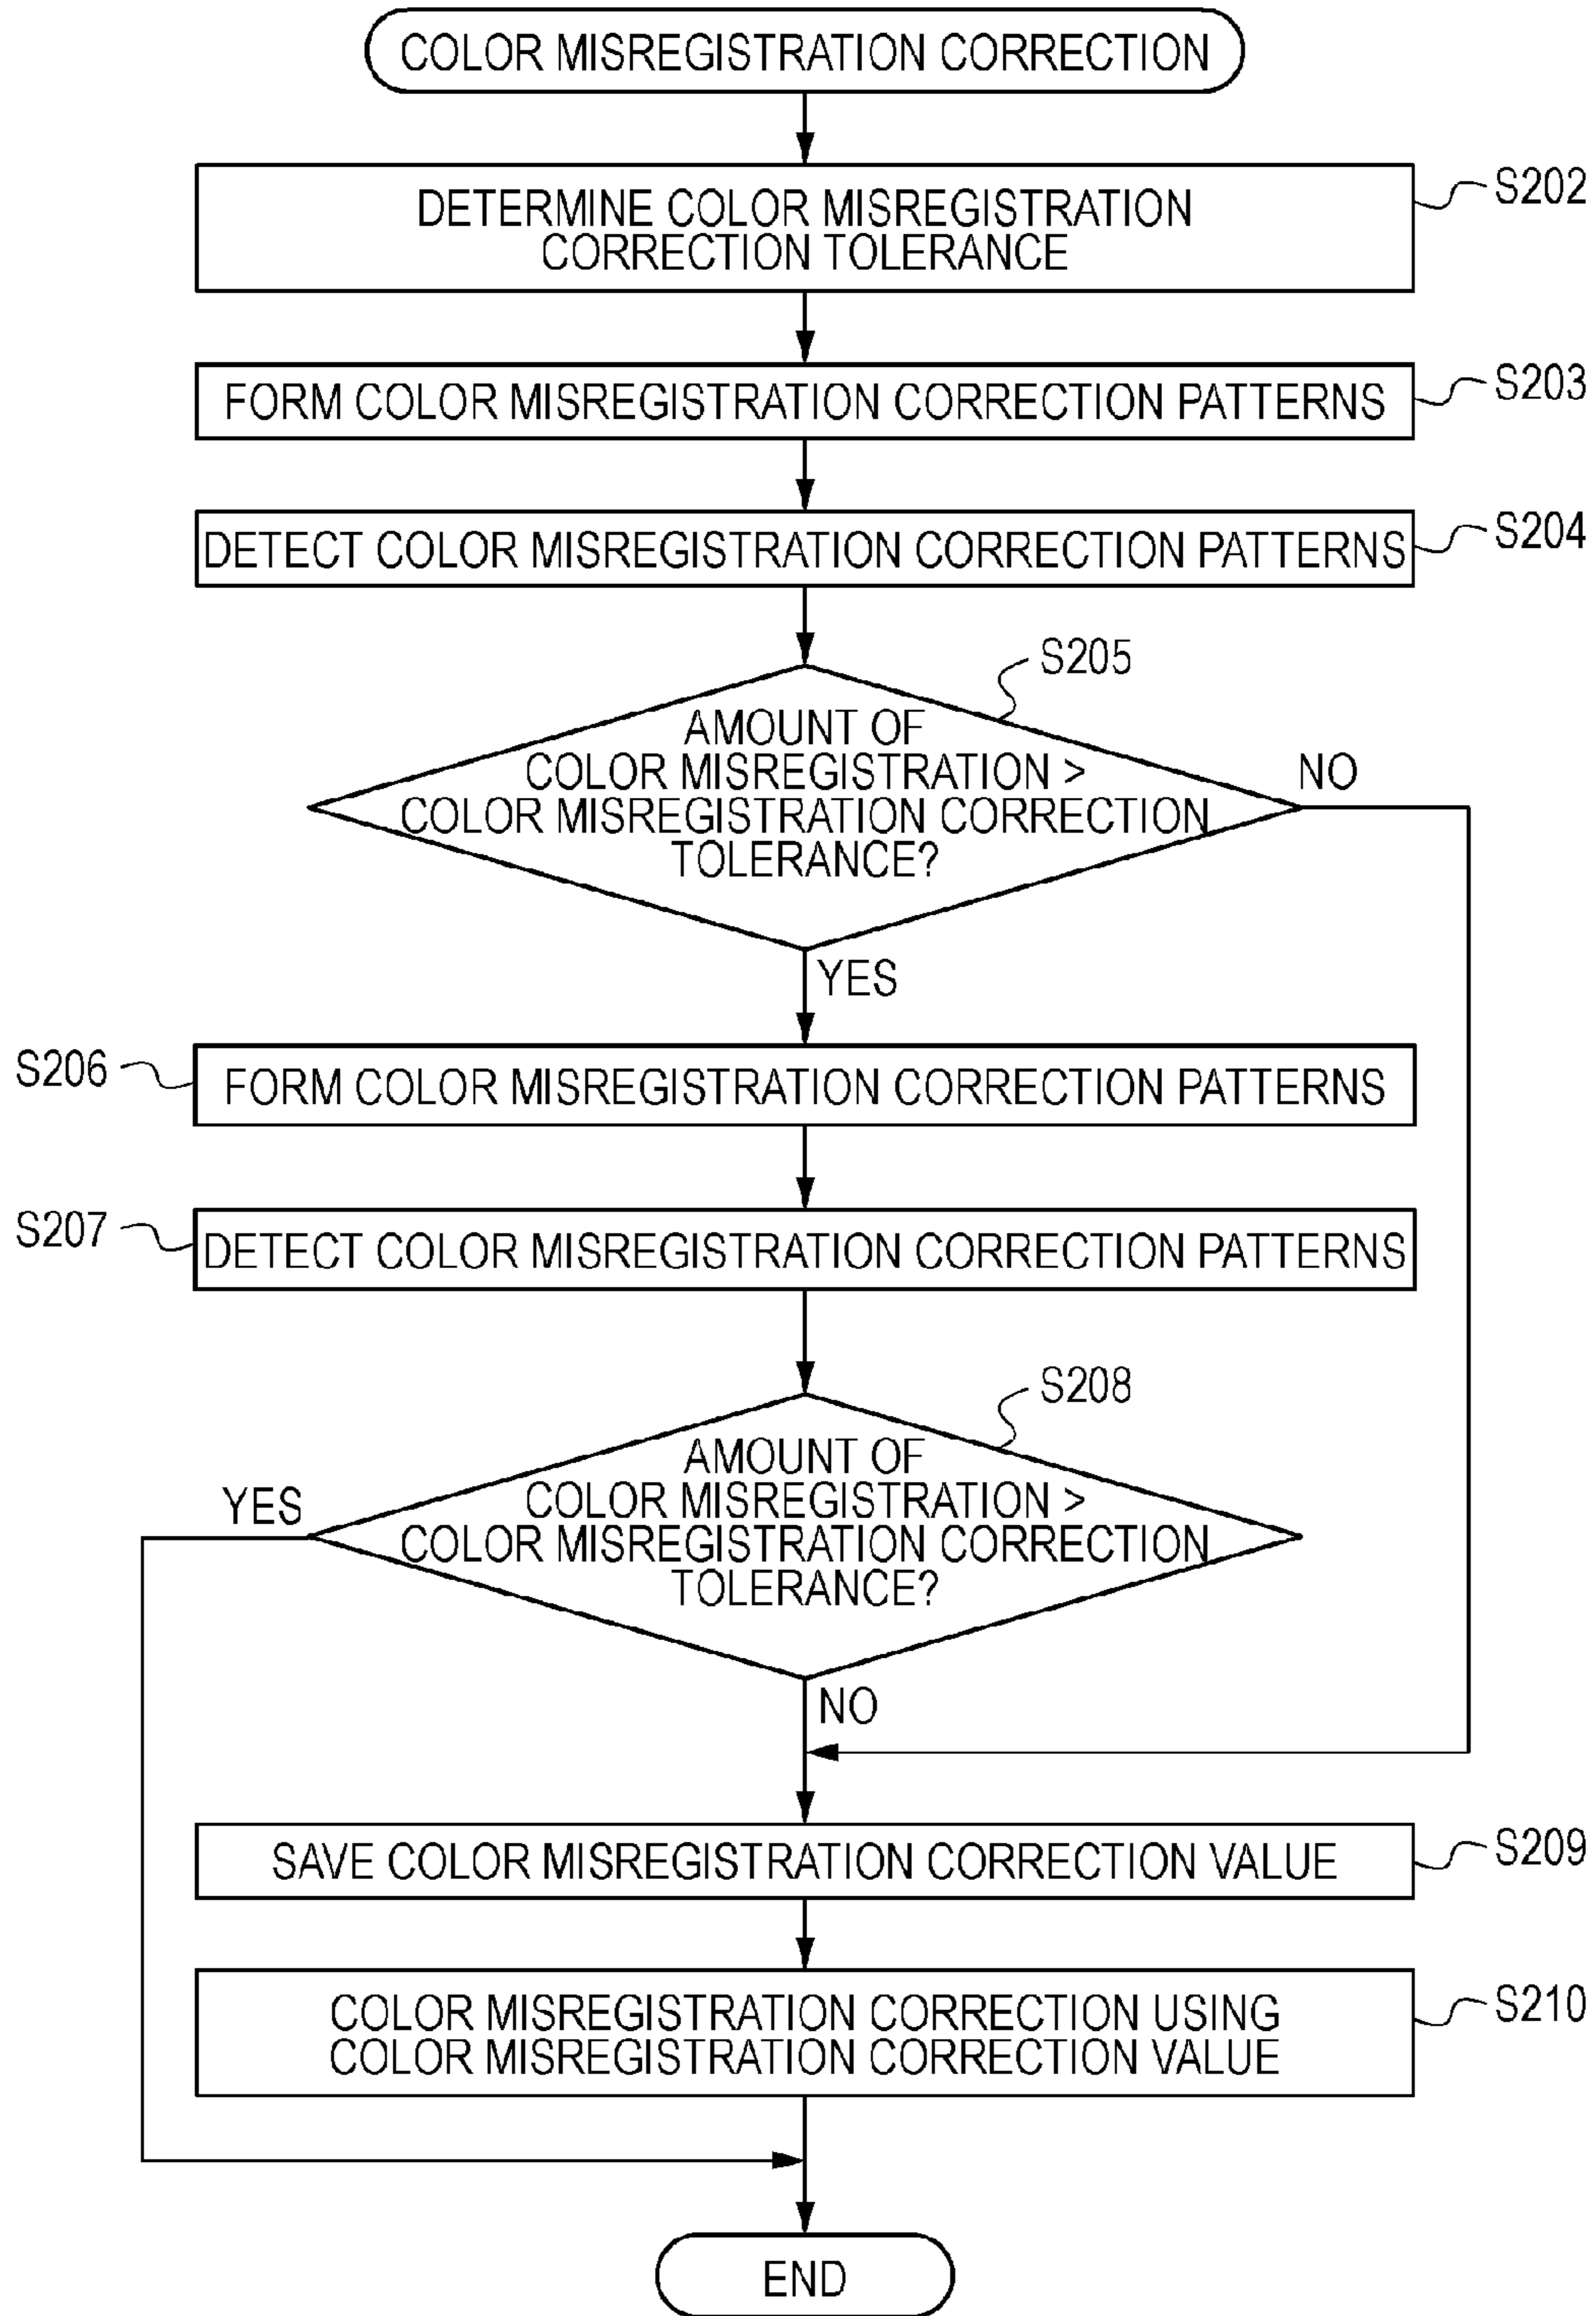 COLOR MISREGISTRATION CORRECTION
DETERMINE COLOR MISREGISTRATION
CORRECTION TOLERANCE
S202
FORM COLOR MISREGISTRATION CORRECTION PATTERNS
S203
DETECT COLOR MISREGISTRATION CORRECTION PATTERNS
S204
S205
AMOUNT OF
COLOR MISREGISTRATION >
COLOR MISREGISTRATION CORRECTION
TOLERANCE?
NO
YES
S206
FORM COLOR MISREGISTRATION CORRECTION PATTERNS
S207
DETECT COLOR MISREGISTRATION CORRECTION PATTERNS
S208
AMOUNT OF
COLOR MISREGISTRATION >
COLOR MISREGISTRATION CORRECTION
TOLERANCE?
YES
NO
SAVE COLOR MISREGISTRATION CORRECTION VALUE
S209
COLOR MISREGISTRATION CORRECTION USING
COLOR MISREGISTRATION CORRECTION VALUE
S210
END